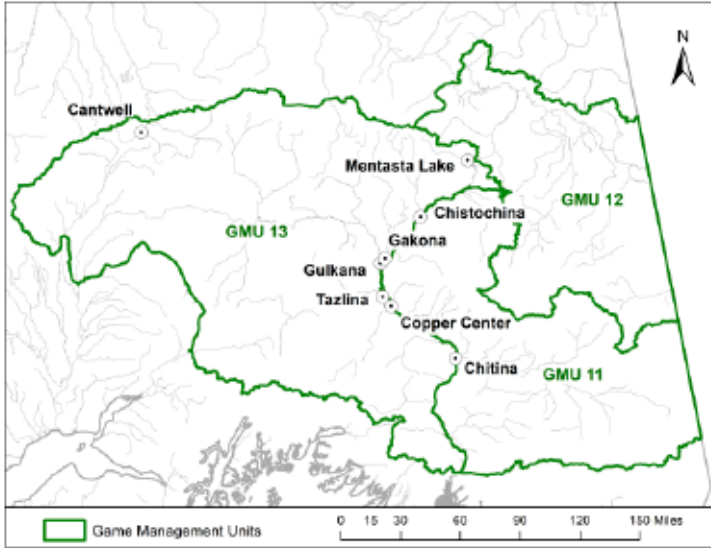 N
Cantwell
Mentasta Lake
GMU 12
Chistochina
GMU 13
Gakona
Gulkana
Tazlina
Copper Center
Chitina
GMU 11
Game Management Units
0 15 30 60 90 120 150 Miles